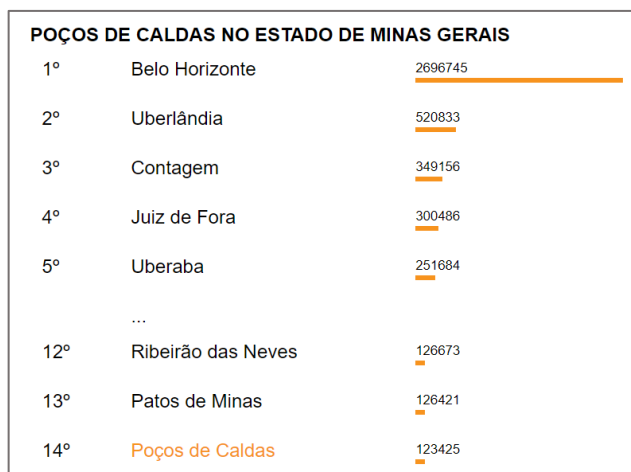 POÇOS DE CALDAS NO ESTADO DE MINAS GERAIS
1º Belo Horizonte 2696745
2º Uberlândia 520833
3º Contagem 349156
4º Juiz de Fora 300486
5º Uberaba 251684
...
12º Ribeirão das Neves 126673
13º Patos de Minas 126421
14º Poços de Caldas 123425